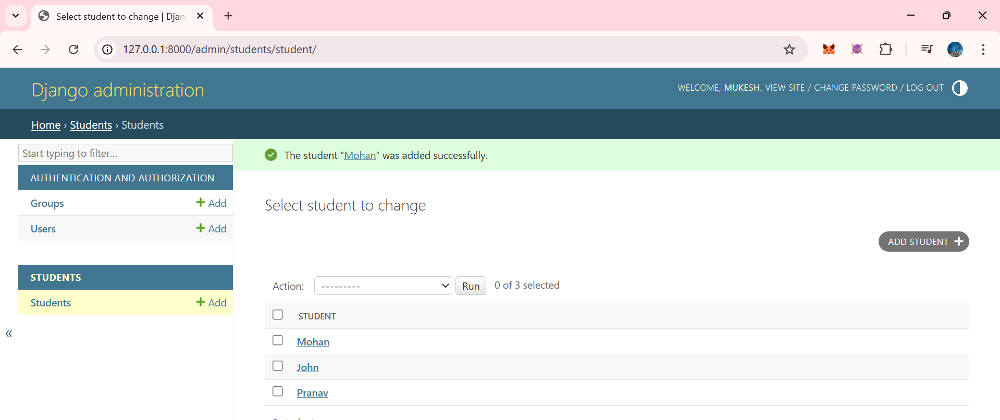 Select student to change | Djan
127.0.0.1:8000/admin/students/student/
Django administration
WELCOME, MUKESH. VIEW SITE / CHANGE PASSWORD / LOG OUT
Home › Students › Students
Start typing to filter...
The student “Mohan” was added successfully.
AUTHENTICATION AND AUTHORIZATION
Groups + Add
Users + Add
STUDENTS
Students + Add
«
Select student to change
ADD STUDENT +
Action: --------- Run 0 of 3 selected
STUDENT
Mohan
John
Pranav